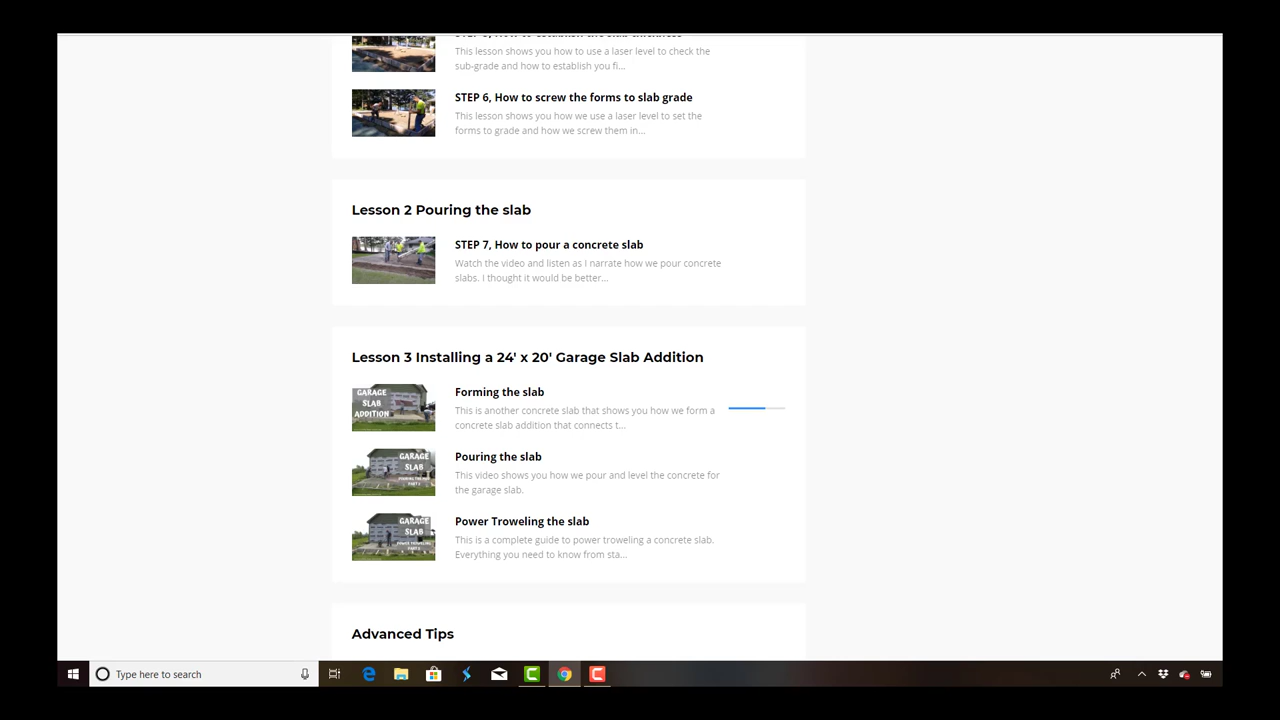 This lesson shows you how to use a laser level to check the
sub-grade and how to establish you fi...
STEP 6, How to screw the forms to slab grade
This lesson shows you how we use a laser level to set the
forms to grade and how we screw them in...
Lesson 2 Pouring the slab
STEP 7, How to pour a concrete slab
Watch the video and listen as I narrate how we pour concrete
slabs. I thought it would be better...
Lesson 3 Installing a 24' x 20' Garage Slab Addition
GARAGE
SLAB
ADDITION
Forming the slab
This is another concrete slab that shows you how we form a
concrete slab addition that connects t...
GARAGE
SLAB
Pouring the slab
This video shows you how we pour and level the concrete for
the garage slab.
GARAGE
SLAB
Power Troweling the slab
This is a complete guide to power troweling a concrete slab.
Everything you need to know from sta...
Advanced Tips
Type here to search